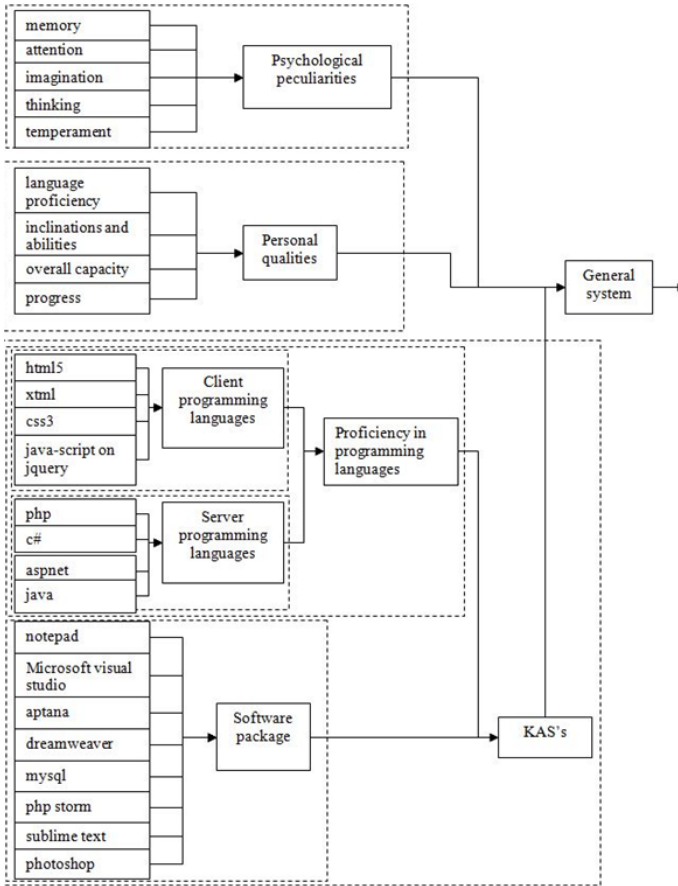 memory
attention
imagination
thinking
temperament
Psychological
peculiarities
language
proficiency
inclinations and
abilities
overall capacity
progress
Personal
qualities
General
system
html5
xtml
css3
java-script on
jquery
Client
programming
languages
Proficiency in
programming
languages
php
c#
aspnet
java
Server
programming
languages
notepad
Microsoft visual
studio
aptana
dreamweaver
mysql
php storm
sublime text
photoshop
Software
package
KAS's